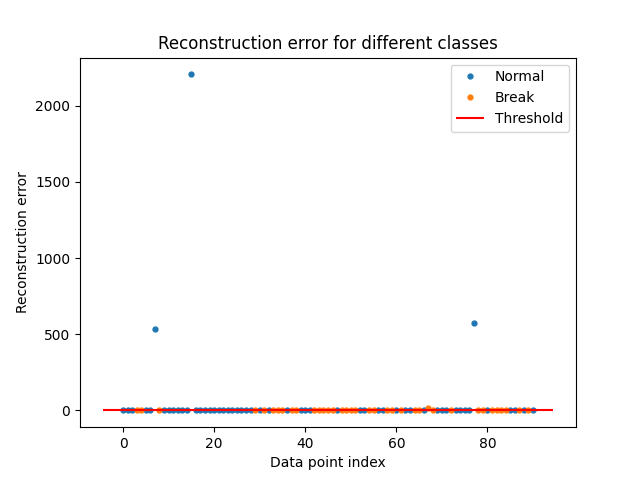 Reconstruction error for different classes
Normal
Break
Threshold
2000
1500
1000
500
0
Reconstruction error
0 20 40 60 80
Data point index